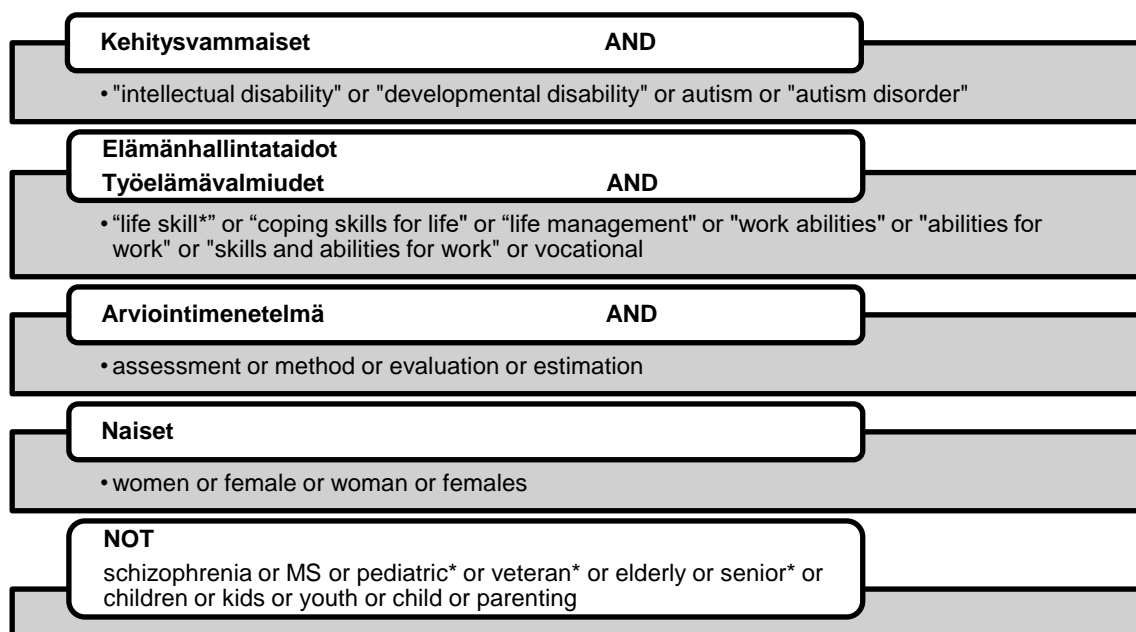 Kehitysvammaiset AND
• "intellectual disability" or "developmental disability" or autism or "autism disorder"
Elämänhallintataidot
Työelämävalmiudet AND
• “life skill*” or “coping skills for life" or “life management" or "work abilities" or "abilities for
work" or "skills and abilities for work" or vocational
Arviointimenetelmä AND
• assessment or method or evaluation or estimation
Naiset
• women or female or woman or females
NOT
schizophrenia or MS or pediatric* or veteran* or elderly or senior* or
children or kids or youth or child or parenting